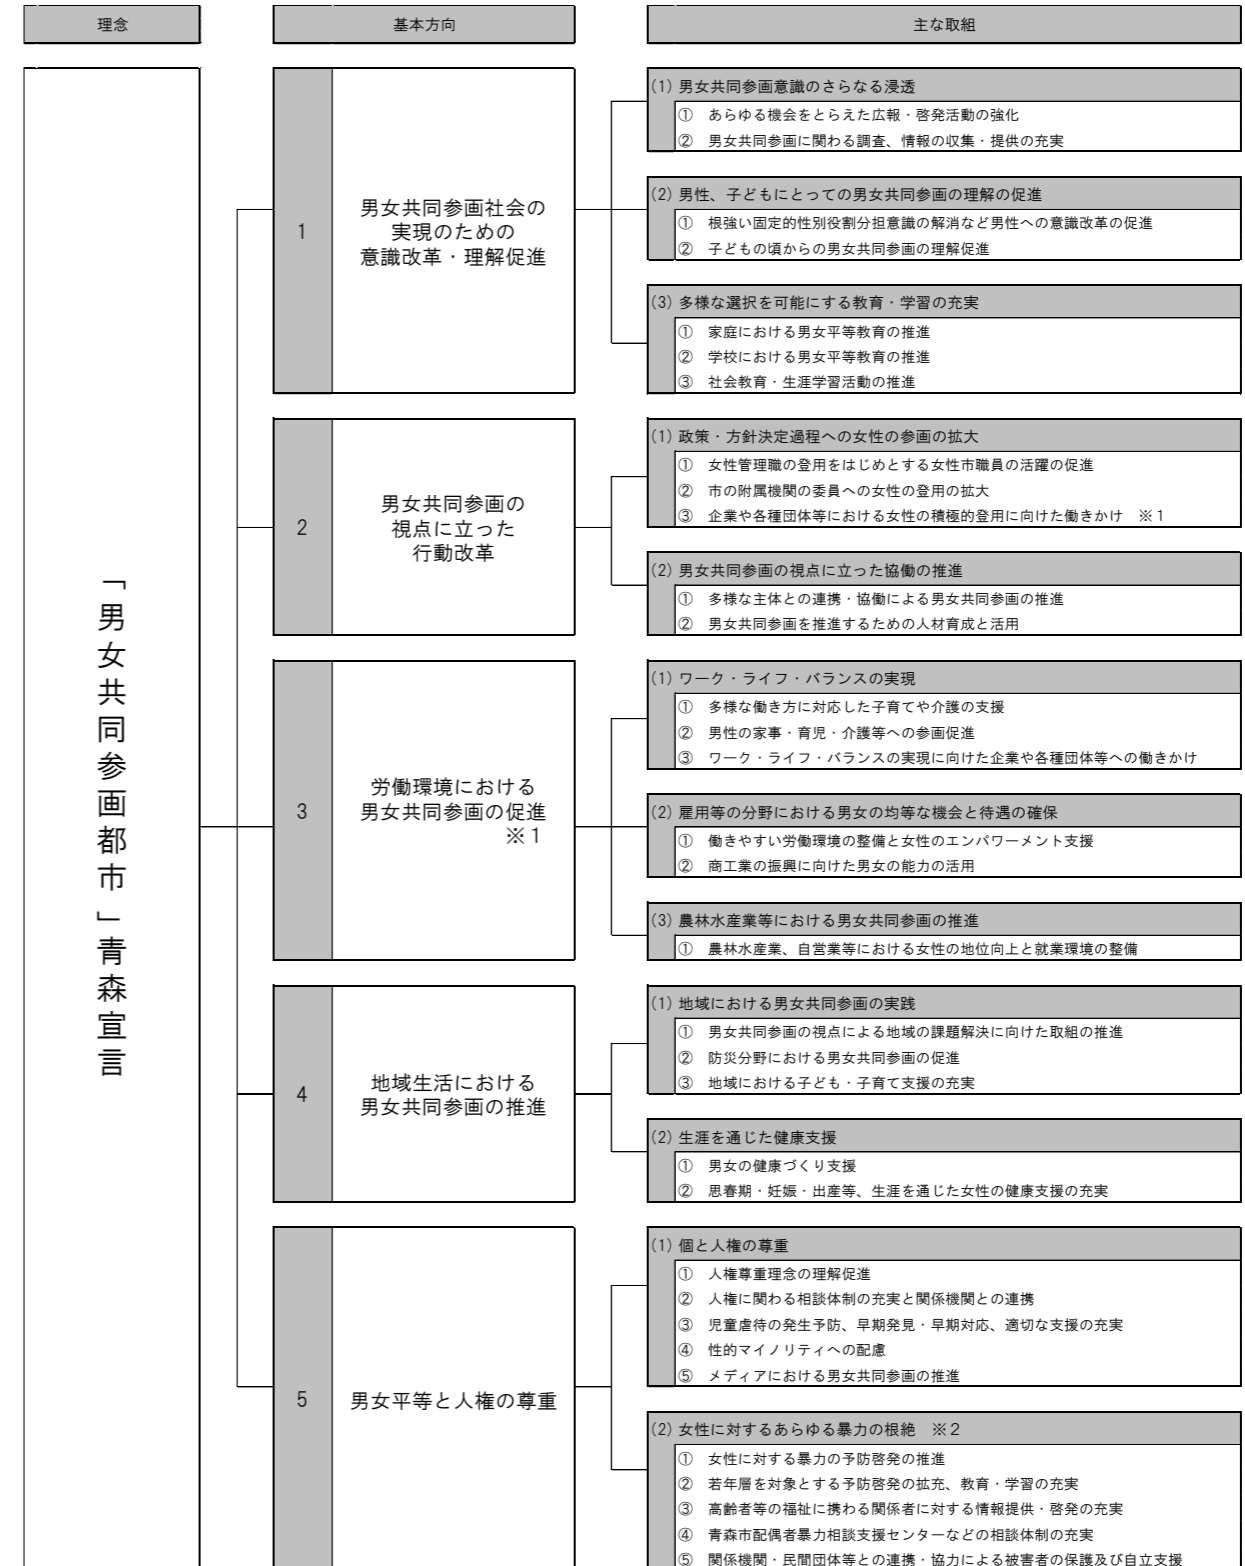 理念
基本方向
主な取組
「男女共同参画都市」青森宣言
1
男女共同参画社会の
実現のための
意識改革・理解促進
(1) 男女共同参画意識のさらなる浸透
① あらゆる機会をとらえた広報・啓発活動の強化
② 男女共同参画に関わる調査、情報の収集・提供の充実
(2) 男性、子どもにとっての男女共同参画の理解の促進
① 根強い固定的性別役割分担意識の解消など男性への意識改革の促進
② 子どもの頃からの男女共同参画の理解促進
(3) 多様な選択を可能にする教育・学習の充実
① 家庭における男女平等教育の推進
② 学校における男女平等教育の推進
③ 社会教育・生涯学習活動の推進
2
男女共同参画の
視点に立った
行動改革
(1) 政策・方針決定過程への女性の参画の拡大
① 女性管理職の登用をはじめとする女性市職員の活躍の促進
② 市の附属機関の委員への女性の登用の拡大
③ 企業や各種団体等における女性の積極的登用に向けた働きかけ ※１
(2) 男女共同参画の視点に立った協働の推進
① 多様な主体との連携・協働による男女共同参画の推進
② 男女共同参画を推進するための人材育成と活用
3
労働環境における
男女共同参画の促進
※１
(1) ワーク・ライフ・バランスの実現
① 多様な働き方に対応した子育てや介護の支援
② 男性の家事・育児・介護等への参画促進
③ ワーク・ライフ・バランスの実現に向けた企業や各種団体等への働きかけ
(2) 雇用等の分野における男女の均等な機会と待遇の確保
① 働きやすい労働環境の整備と女性のエンパワーメント支援
② 商工業の振興に向けた男女の能力の活用
(3) 農林水産業等における男女共同参画の推進
① 農林水産業、自営業等における女性の地位向上と就業環境の整備
4
地域生活における
男女共同参画の推進
(1) 地域における男女共同参画の実践
① 男女共同参画の視点による地域の課題解決に向けた取組の推進
② 防災分野における男女共同参画の促進
③ 地域における子ども・子育て支援の充実
(2) 生涯を通じた健康支援
① 男女の健康づくり支援
② 思春期・妊娠・出産等、生涯を通じた女性の健康支援の充実
5
男女平等と人権の尊重
(1) 個と人権の尊重
① 人権尊重理念の理解促進
② 人権に関わる相談体制の充実と関係機関との連携
③ 児童虐待の発生予防、早期発見・早期対応、適切な支援の充実
④ 性的マイノリティへの配慮
⑤ メディアにおける男女共同参画の推進
(2) 女性に対するあらゆる暴力の根絶 ※２
① 女性に対する暴力の予防啓発の推進
② 若年層を対象とする予防啓発の拡充、教育・学習の充実
③ 高齢者等の福祉に携わる関係者に対する情報提供・啓発の充実
④ 青森市配偶者暴力相談支援センターなどの相談体制の充実
⑤ 関係機関・民間団体等との連携・協力による被害者の保護及び自立支援